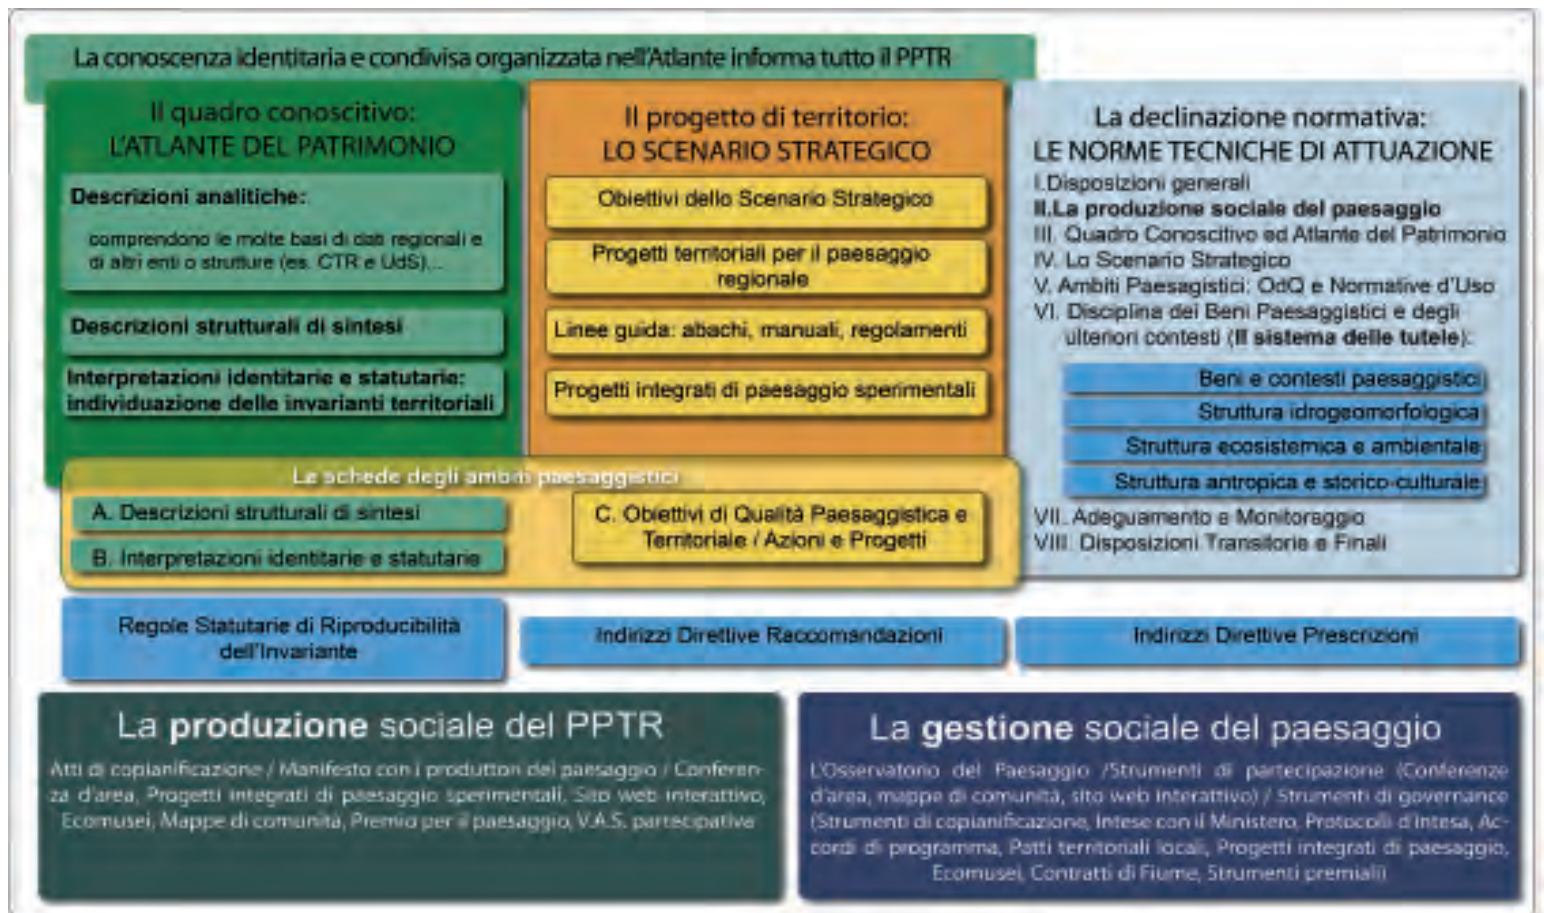 La conoscenza identitaria e condivisa organizzata nell'Atlante informa tutto il PPTR
Il quadro conoscitivo:
L'ATLANTE DEL PATRIMONIO
Descrizioni analitiche:
comprendono le molte basi di dati regionali e
di altri enti o strutture (es. CTR e UdS)...
Descrizioni strutturali di sintesi
Interpretazioni identitarie e statutarie:
individuazione delle invarianti territoriali
Il progetto di territorio:
LO SCENARIO STRATEGICO
Obiettivi dello Scenario Strategico
Progetti territoriali per il paesaggio
regionale
Linee guida: abachi, manuali, regolamenti
Progetti integrati di paesaggio sperimentali
La declinazione normativa:
LE NORME TECNICHE DI ATTUAZIONE
I.Disposizioni generali
II.La produzione sociale del paesaggio
III. Quadro Conoscitivo ed Atlante del Patrimonio
IV. Lo Scenario Strategico
V. Ambiti Paesagistici: OdQ e Normative d'Uso
VI. Disciplina dei Beni Paesaggistici e degli
ulteriori contesti (Il sistema delle tutele):
Beni e contesti paesaggistici
Struttura idrogeomorfologica
Struttura ecosistemica e ambientale
Struttura antropica e storico-culturale
VII. Adeguamento e Monitoraggio
VIII. Disposizioni Transitorie e Finali
Le schede degli ambiti paesaggistici
A. Descrizioni strutturali di sintesi
B. Interpretazioni identitarie e statutarie
C. Obiettivi di Qualità Paesaggistica e
Territoriale / Azioni e Progetti
Regole Statutarie di Riproducibilità
dell'Invariante
Indirizzi Direttive Raccomandazioni
Indirizzi Direttive Prescrizioni
La produzione sociale del PPTR
Atti di copianificazione / Manifesto con i produttori del paesaggio / Conferen-
za d'area, Progetti integrati di paesaggio sperimentali, Sito web interattivo,
Ecomusei, Mappe di comunità, Premio per il paesaggio, V.A.S. partecipativa
La gestione sociale del paesaggio
L'Osservatorio del Paesaggio /Strumenti di partecipazione (Conferenze
d'area, mappe di comunità, sito web interattivo) / Strumenti di governance
(Strumenti di copianificazione, Intese con il Ministero, Protocolli d'Intesa, Ac-
cordi di programma, Patti territoriali locali, Progetti integrati di paesaggio,
Ecomusei, Contratti di Fiume, Strumenti premiali)